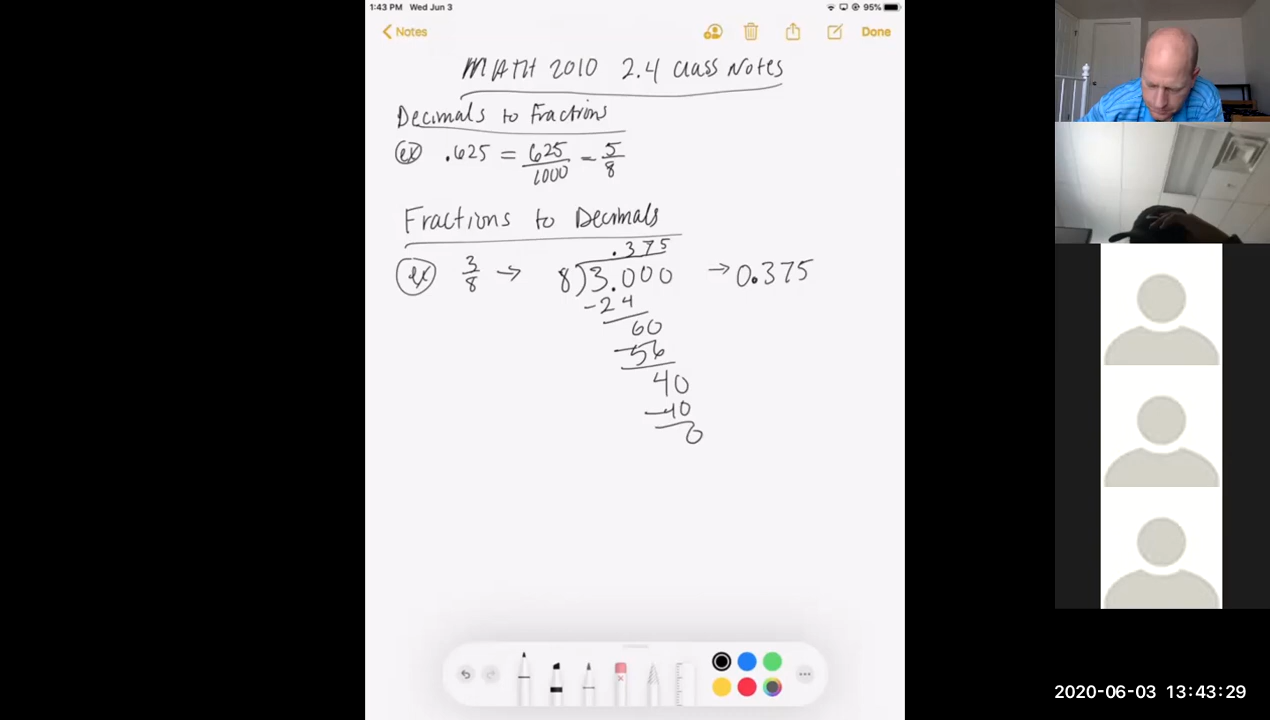 1:43 PM Wed Jun 3
95%
Notes
Done
MATH 2010 2.4 Class Notes
Decimals to Fractions
ex .625 = 625/1000 = 5/8
Fractions to Decimals
.375
ex 3/8 → 8)3.000 → 0.375
-24
60
-56
40
-40
0
2020-06-03 13:43:29